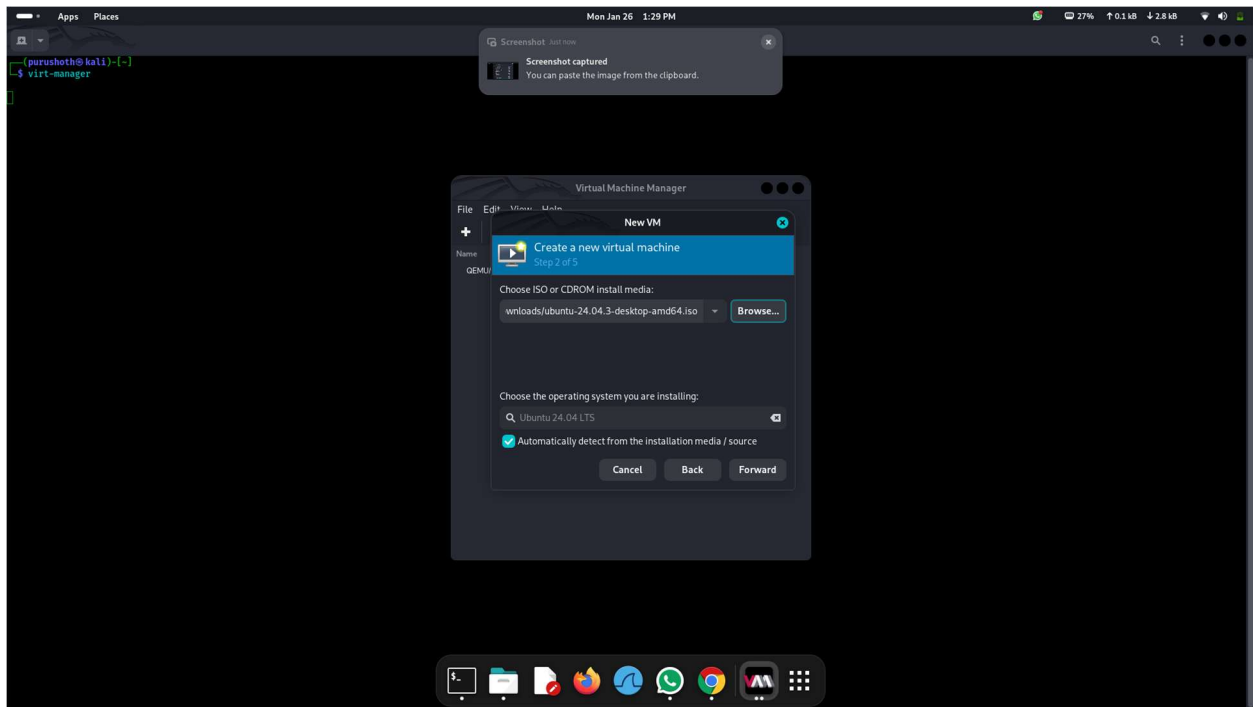 Apps Places
Mon Jan 26 1:29 PM
27% ↑0.1 kB ↓2.8 kB
Screenshot Just now
Screenshot captured
You can paste the image from the clipboard.
(purushoth㉿kali)-[~]
$ virt-manager
Virtual Machine Manager
File Edit View Help
New VM
Create a new virtual machine
Step 2 of 5
Name
QEMU/
Choose ISO or CDROM install media:
wnloads/ubuntu-24.04.3-desktop-amd64.iso
Browse...
Choose the operating system you are installing:
Ubuntu 24.04 LTS
Automatically detect from the installation media / source
Cancel Back Forward